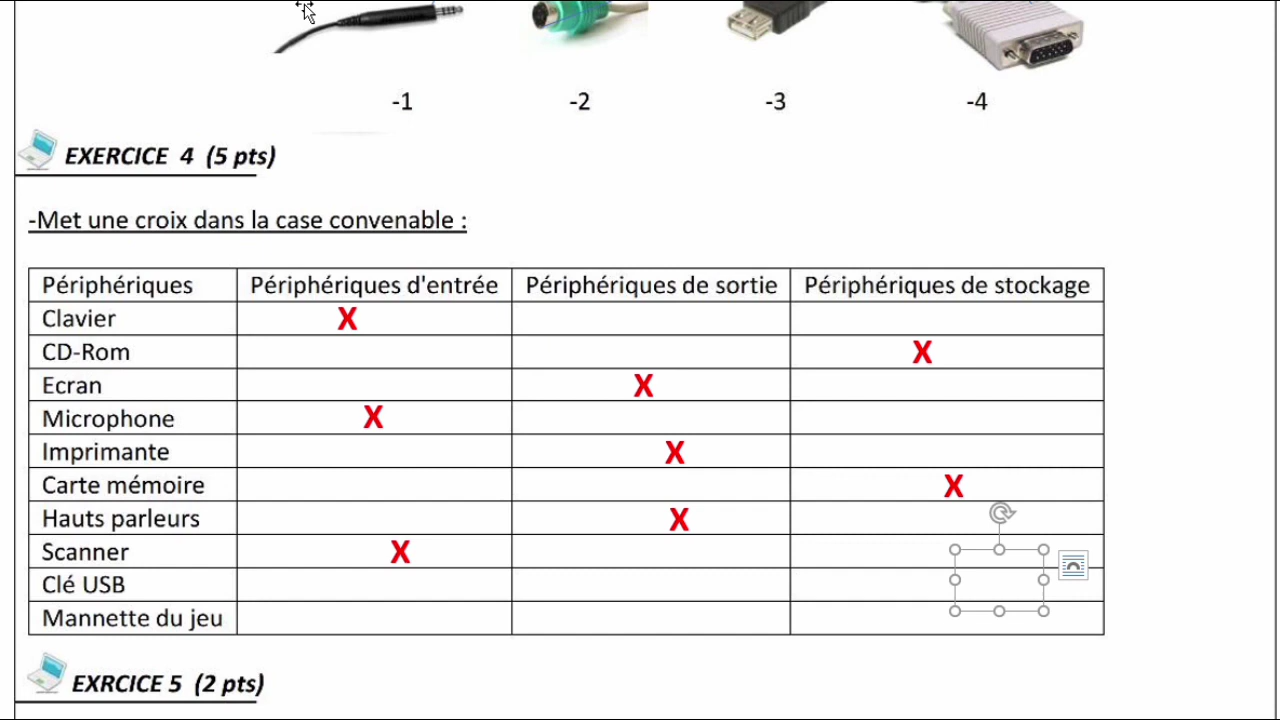 -1 -2 -3 -4
EXERCICE 4 (5 pts)
-Met une croix dans la case convenable :
Périphériques Périphériques d'entrée Périphériques de sortie Périphériques de stockage
Clavier X
CD-Rom X
Ecran X
Microphone X
Imprimante X
Carte mémoire X
Hauts parleurs X
Scanner X
Clé USB
Mannette du jeu
EXRCICE 5 (2 pts)